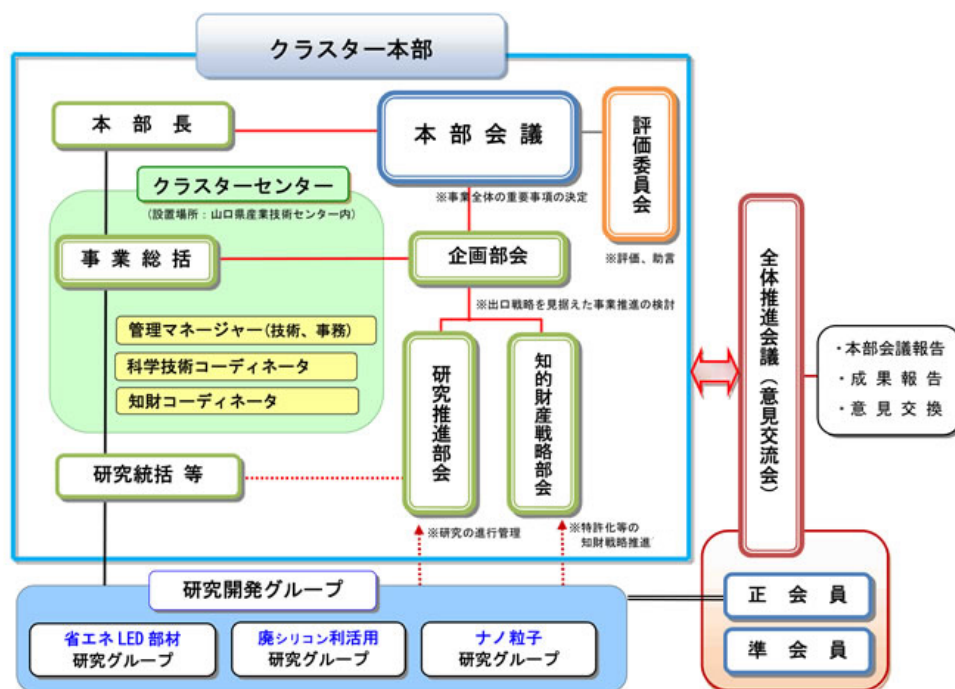 クラスター本部
本部長
本部会議
評価委員会
※事業全体の重要事項の決定
クラスターセンター
(設置場所:山口県産業技術センター内)
事業総括
企画部会
※評価、助言
※出口戦略を見据えた事業推進の検討
管理マネージャー(技術、事務)
科学技術コーディネータ
知財コーディネータ
研究推進部会
知的財産戦略部会
研究統括 等
※研究の進行管理
※特許化等の
知財戦略推進
全体推進会議(意見交流会)
・本部会議報告
・成果報告
・意見交換
研究開発グループ
省エネLED部材
研究グループ
廃シリコン利活用
研究グループ
ナノ粒子
研究グループ
正会員
準会員